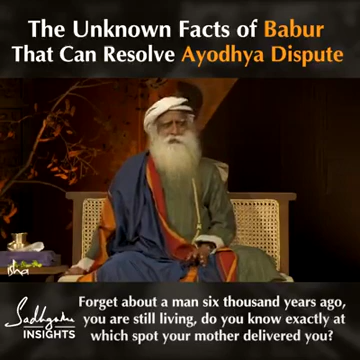 The Unknown Facts of Babur
That Can Resolve Ayodhya Dispute
isha
Sadhguru
INSIGHTS
Forget about a man six thousand years ago,
you are still living, do you know exactly at
which spot your mother delivered you?